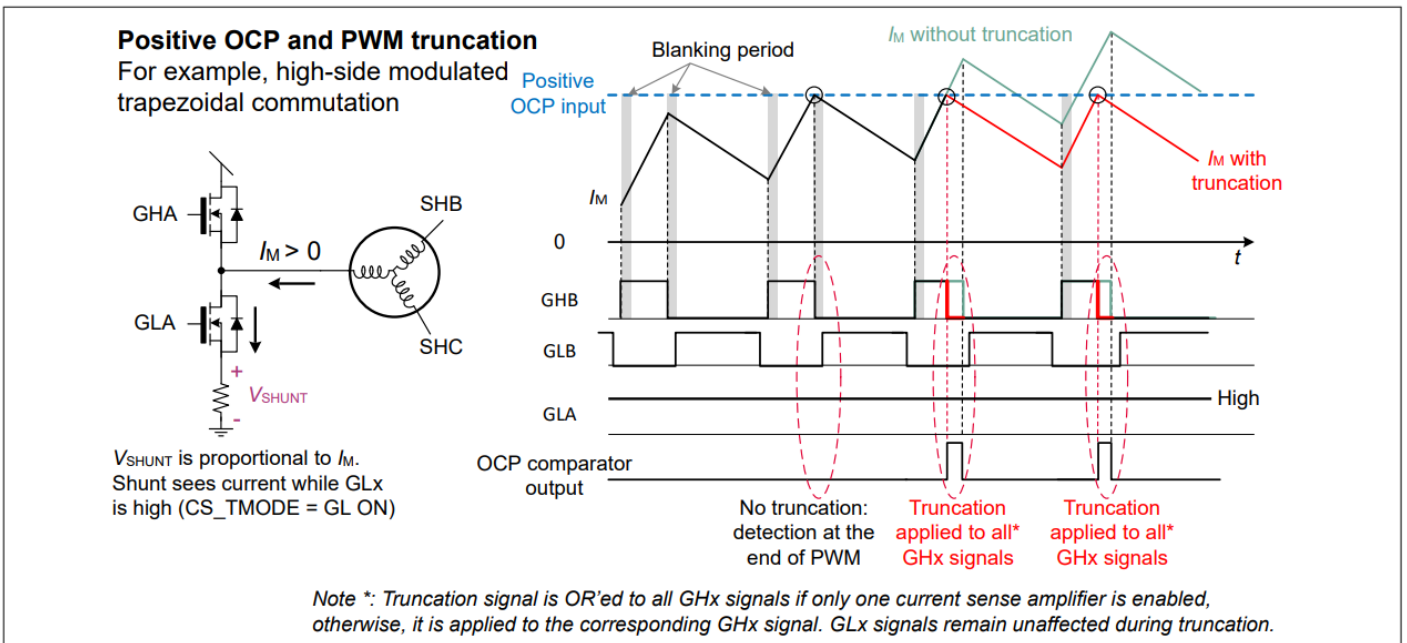 Positive OCP and PWM truncation
For example, high-side modulated
trapezoidal commutation
GHA
GLA
IM > 0
SHB
SHC
+
VSHUNT
-
VSHUNT is proportional to IM.
Shunt sees current while GLx
is high (CS_TMODE = GL ON)
Blanking period
IM without truncation
Positive
OCP input
IM
IM with
truncation
0
t
GHB
GLB
GLA
High
OCP comparator
output
No truncation:
detection at the
end of PWM
Truncation
applied to all*
GHx signals
Truncation
applied to all*
GHx signals
Note *: Truncation signal is OR'ed to all GHx signals if only one current sense amplifier is enabled,
otherwise, it is applied to the corresponding GHx signal. GLx signals remain unaffected during truncation.